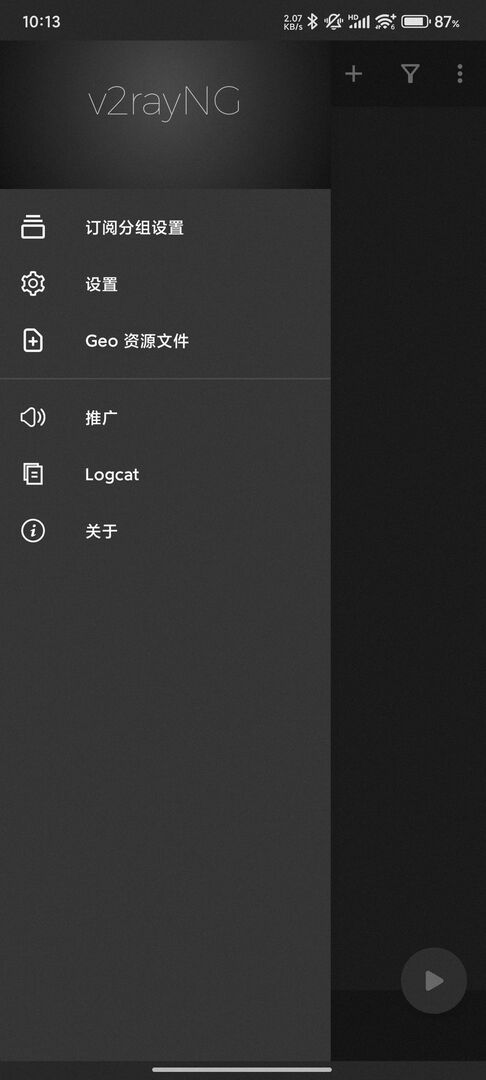 10:13
2.07
KB/s
HD
6
87%
v2rayNG
订阅分组设置
设置
Geo 资源文件
推广
Logcat
关于